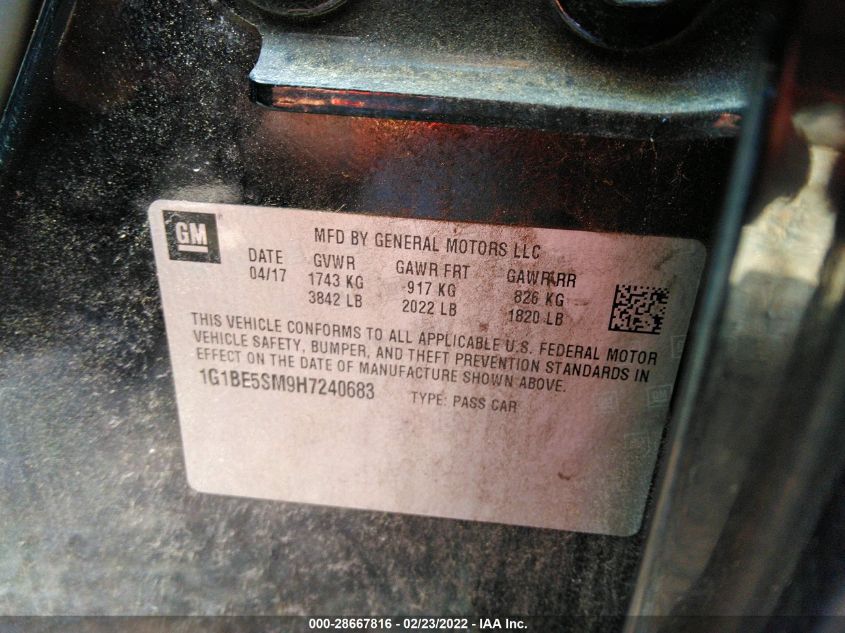 GM
MFD BY GENERAL MOTORS LLC
DATE GVWR GAWR FRT GAWR RR
04/17 1743 KG 917 KG 826 KG
3842 LB 2022 LB 1820 LB
THIS VEHICLE CONFORMS TO ALL APPLICABLE U.S. FEDERAL MOTOR
VEHICLE SAFETY, BUMPER, AND THEFT PREVENTION STANDARDS IN
EFFECT ON THE DATE OF MANUFACTURE SHOWN ABOVE.
1G1BE5SM9H7240683 TYPE: PASS CAR
000-28667816 - 02/23/2022 - IAA Inc.